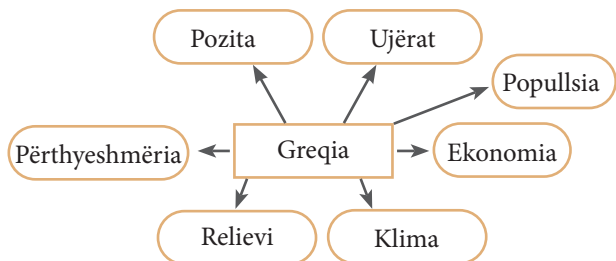 Pozita
Ujërat
Popullsia
Përthyeshmëria
Greqia
Ekonomia
Relievi
Klima